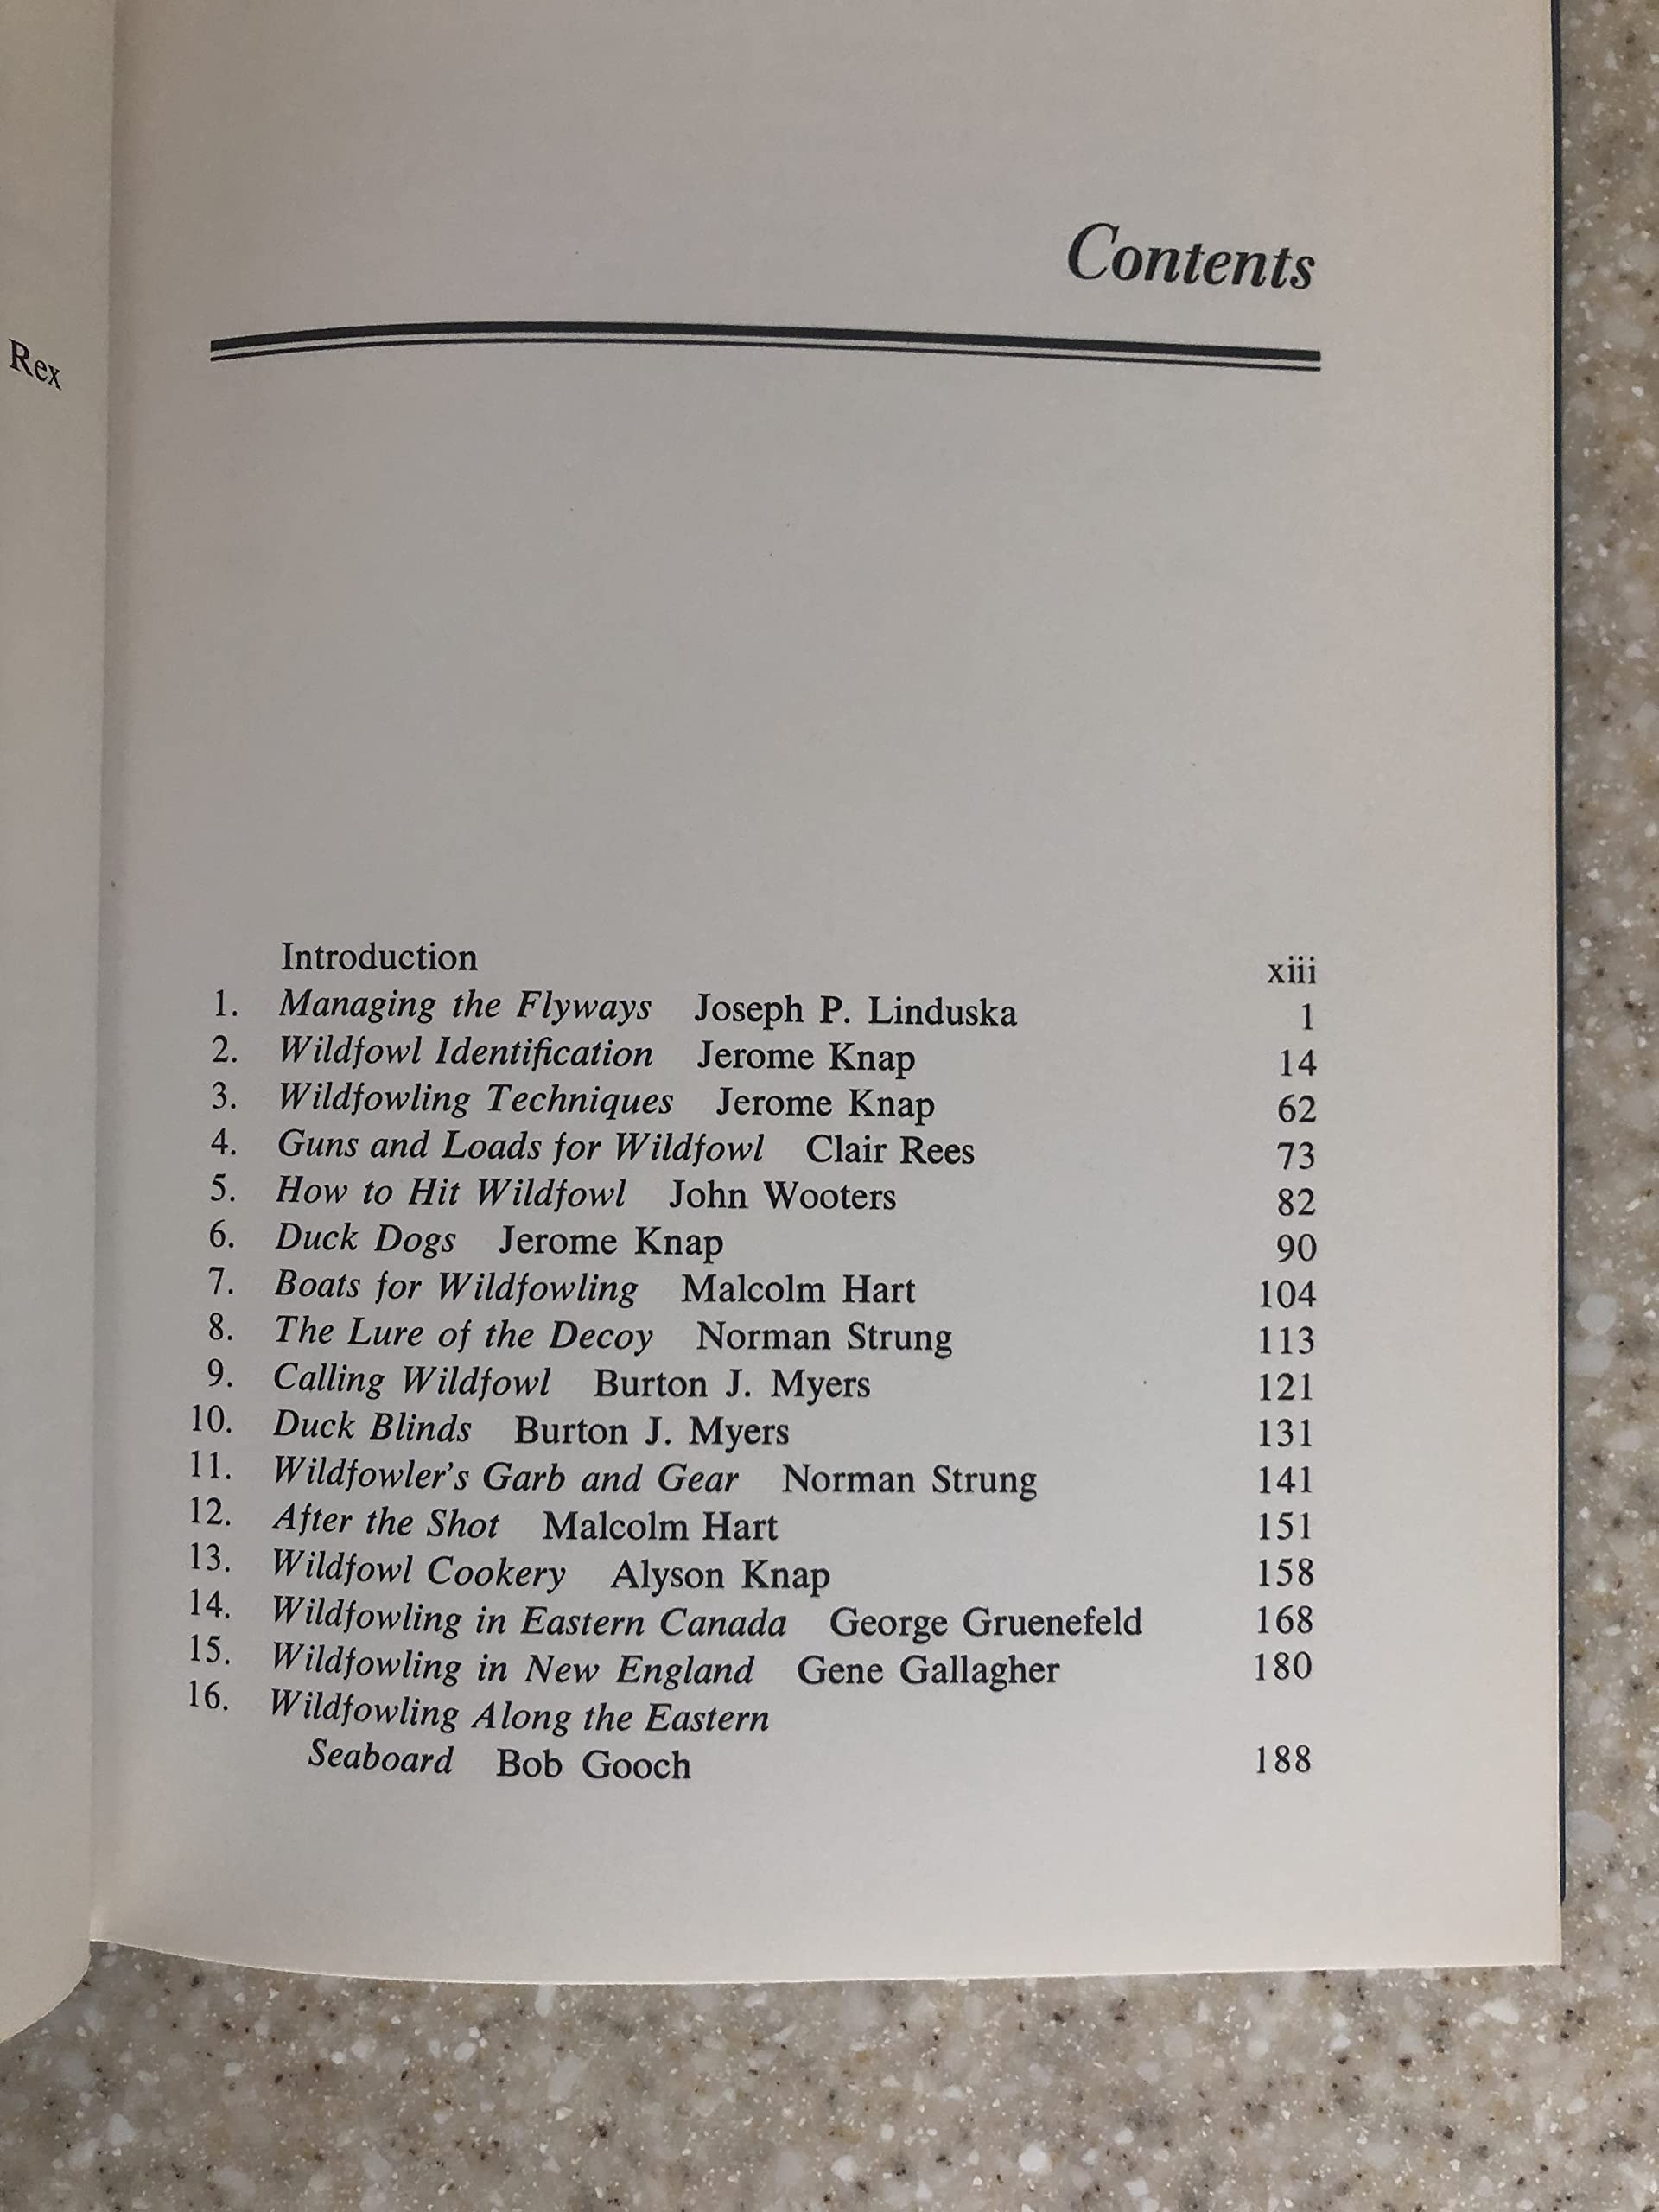 Rex
Contents
Introduction xiii
1. Managing the Flyways Joseph P. Linduska 1
2. Wildfowl Identification Jerome Knap 14
3. Wildfowling Techniques Jerome Knap 62
4. Guns and Loads for Wildfowl Clair Rees 73
5. How to Hit Wildfowl John Wooters 82
6. Duck Dogs Jerome Knap 90
7. Boats for Wildfowling Malcolm Hart 104
8. The Lure of the Decoy Norman Strung 113
9. Calling Wildfowl Burton J. Myers 121
10. Duck Blinds Burton J. Myers 131
11. Wildfowler's Garb and Gear Norman Strung 141
12. After the Shot Malcolm Hart 151
13. Wildfowl Cookery Alyson Knap 158
14. Wildfowling in Eastern Canada George Gruenefeld 168
15. Wildfowling in New England Gene Gallagher 180
16. Wildfowling Along the Eastern
Seaboard Bob Gooch 188